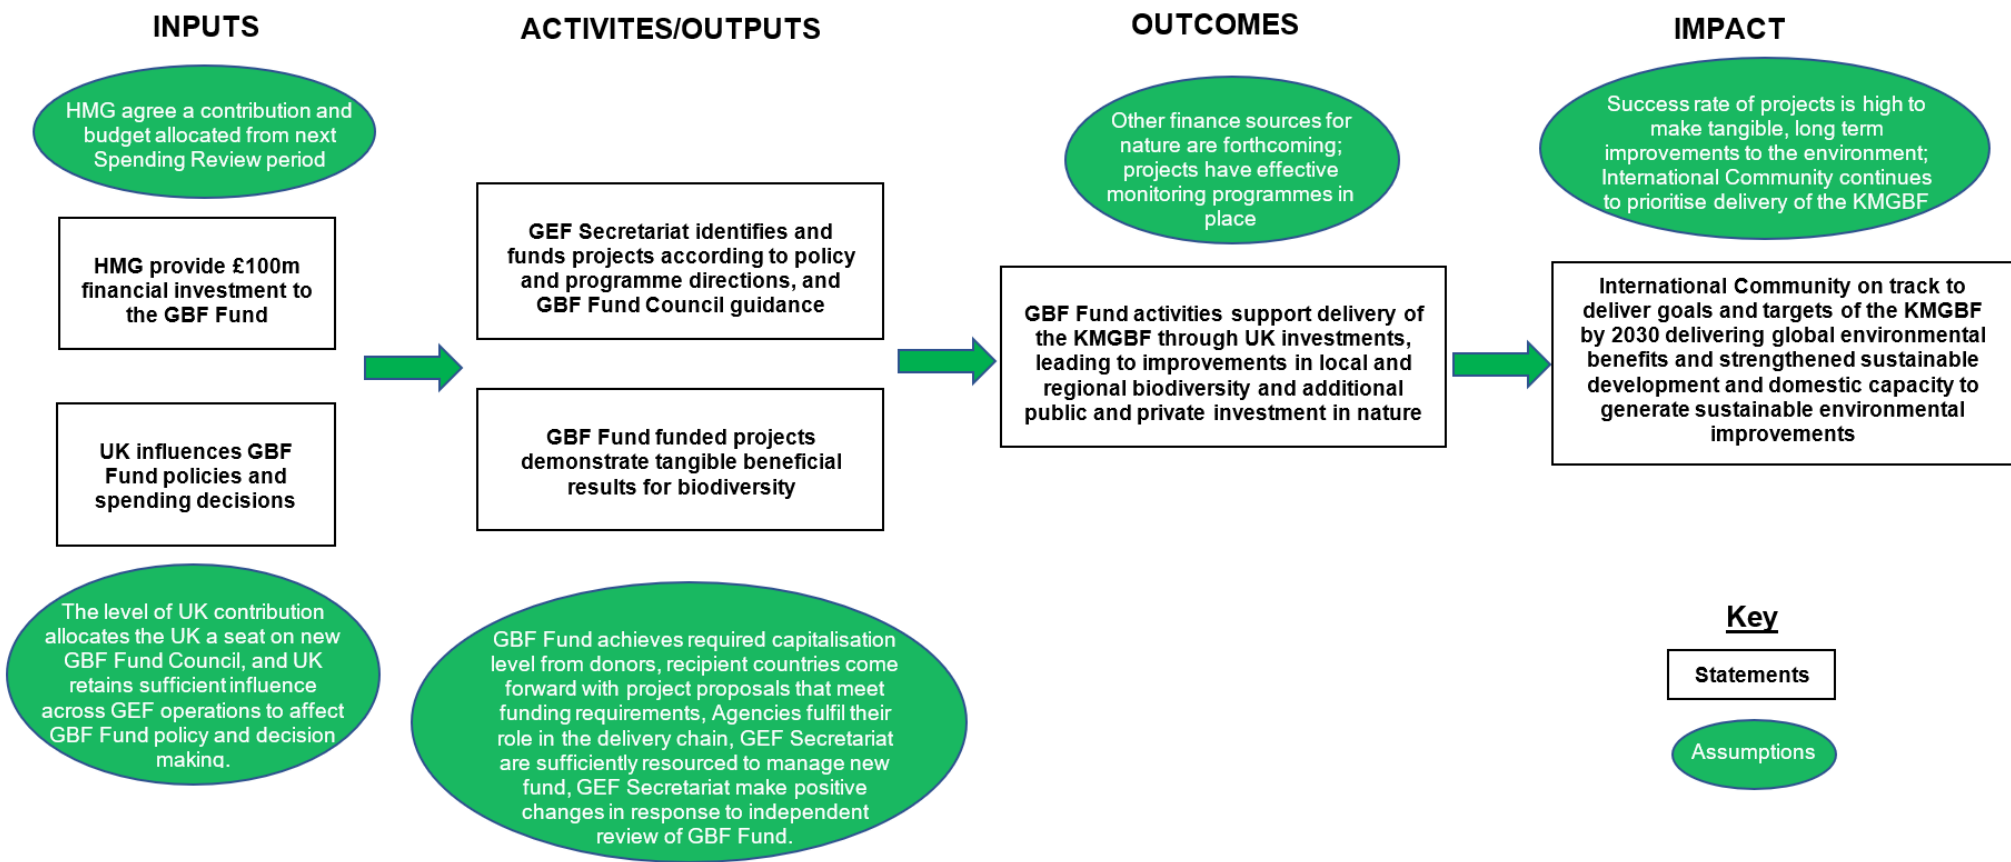 INPUTS
HMG agree a contribution and
budget allocated from next
Spending Review period
HMG provide £100m
financial investment to
the GBF Fund
UK influences GBF
Fund policies and
spending decisions
The level of UK contribution
allocates the UK a seat on new
GBF Fund Council, and UK
retains sufficient influence
across GEF operations to affect
GBF Fund policy and decision
making.
ACTIVITES/OUTPUTS
GEF Secretariat identifies and
funds projects according to policy
and programme directions, and
GBF Fund Council guidance
GBF Fund funded projects
demonstrate tangible beneficial
results for biodiversity
GBF Fund achieves required capitalisation
level from donors, recipient countries come
forward with project proposals that meet
funding requirements, Agencies fulfil their
role in the delivery chain, GEF Secretariat
are sufficiently resourced to manage new
fund, GEF Secretariat make positive
changes in response to independent
review of GBF Fund.
OUTCOMES
Other finance sources for
nature are forthcoming;
projects have effective
monitoring programmes in
place
GBF Fund activities support delivery of
the KMGBF through UK investments,
leading to improvements in local and
regional biodiversity and additional
public and private investment in nature
IMPACT
Success rate of projects is high to
make tangible, long term
improvements to the environment;
International Community continues
to prioritise delivery of the KMGBF
International Community on track to
deliver goals and targets of the KMGBF
by 2030 delivering global environmental
benefits and strengthened sustainable
development and domestic capacity to
generate sustainable environmental
improvements
Key
Statements
Assumptions